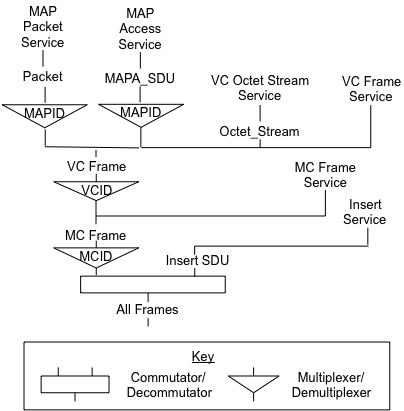 MAP
Packet
Service
MAP
Access
Service
Packet
MAPA_SDU
VC Octet Stream
Service
VC Frame
Service
MAPID
MAPID
Octet_Stream
VC Frame
VCID
MC Frame
Service
Insert
Service
MC Frame
MCID
Insert SDU
All Frames
Key
Commutator/
Decommutator
Multiplexer/
Demultiplexer